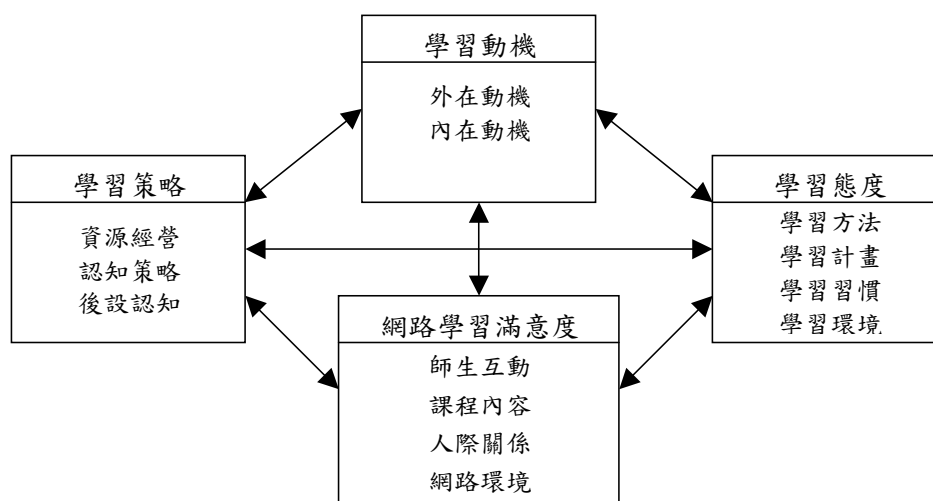 學習動機
外在動機
內在動機
學習策略
資源經營
認知策略
後設認知
學習態度
學習方法
學習計畫
學習習慣
學習環境
網路學習滿意度
師生互動
課程內容
人際關係
網路環境